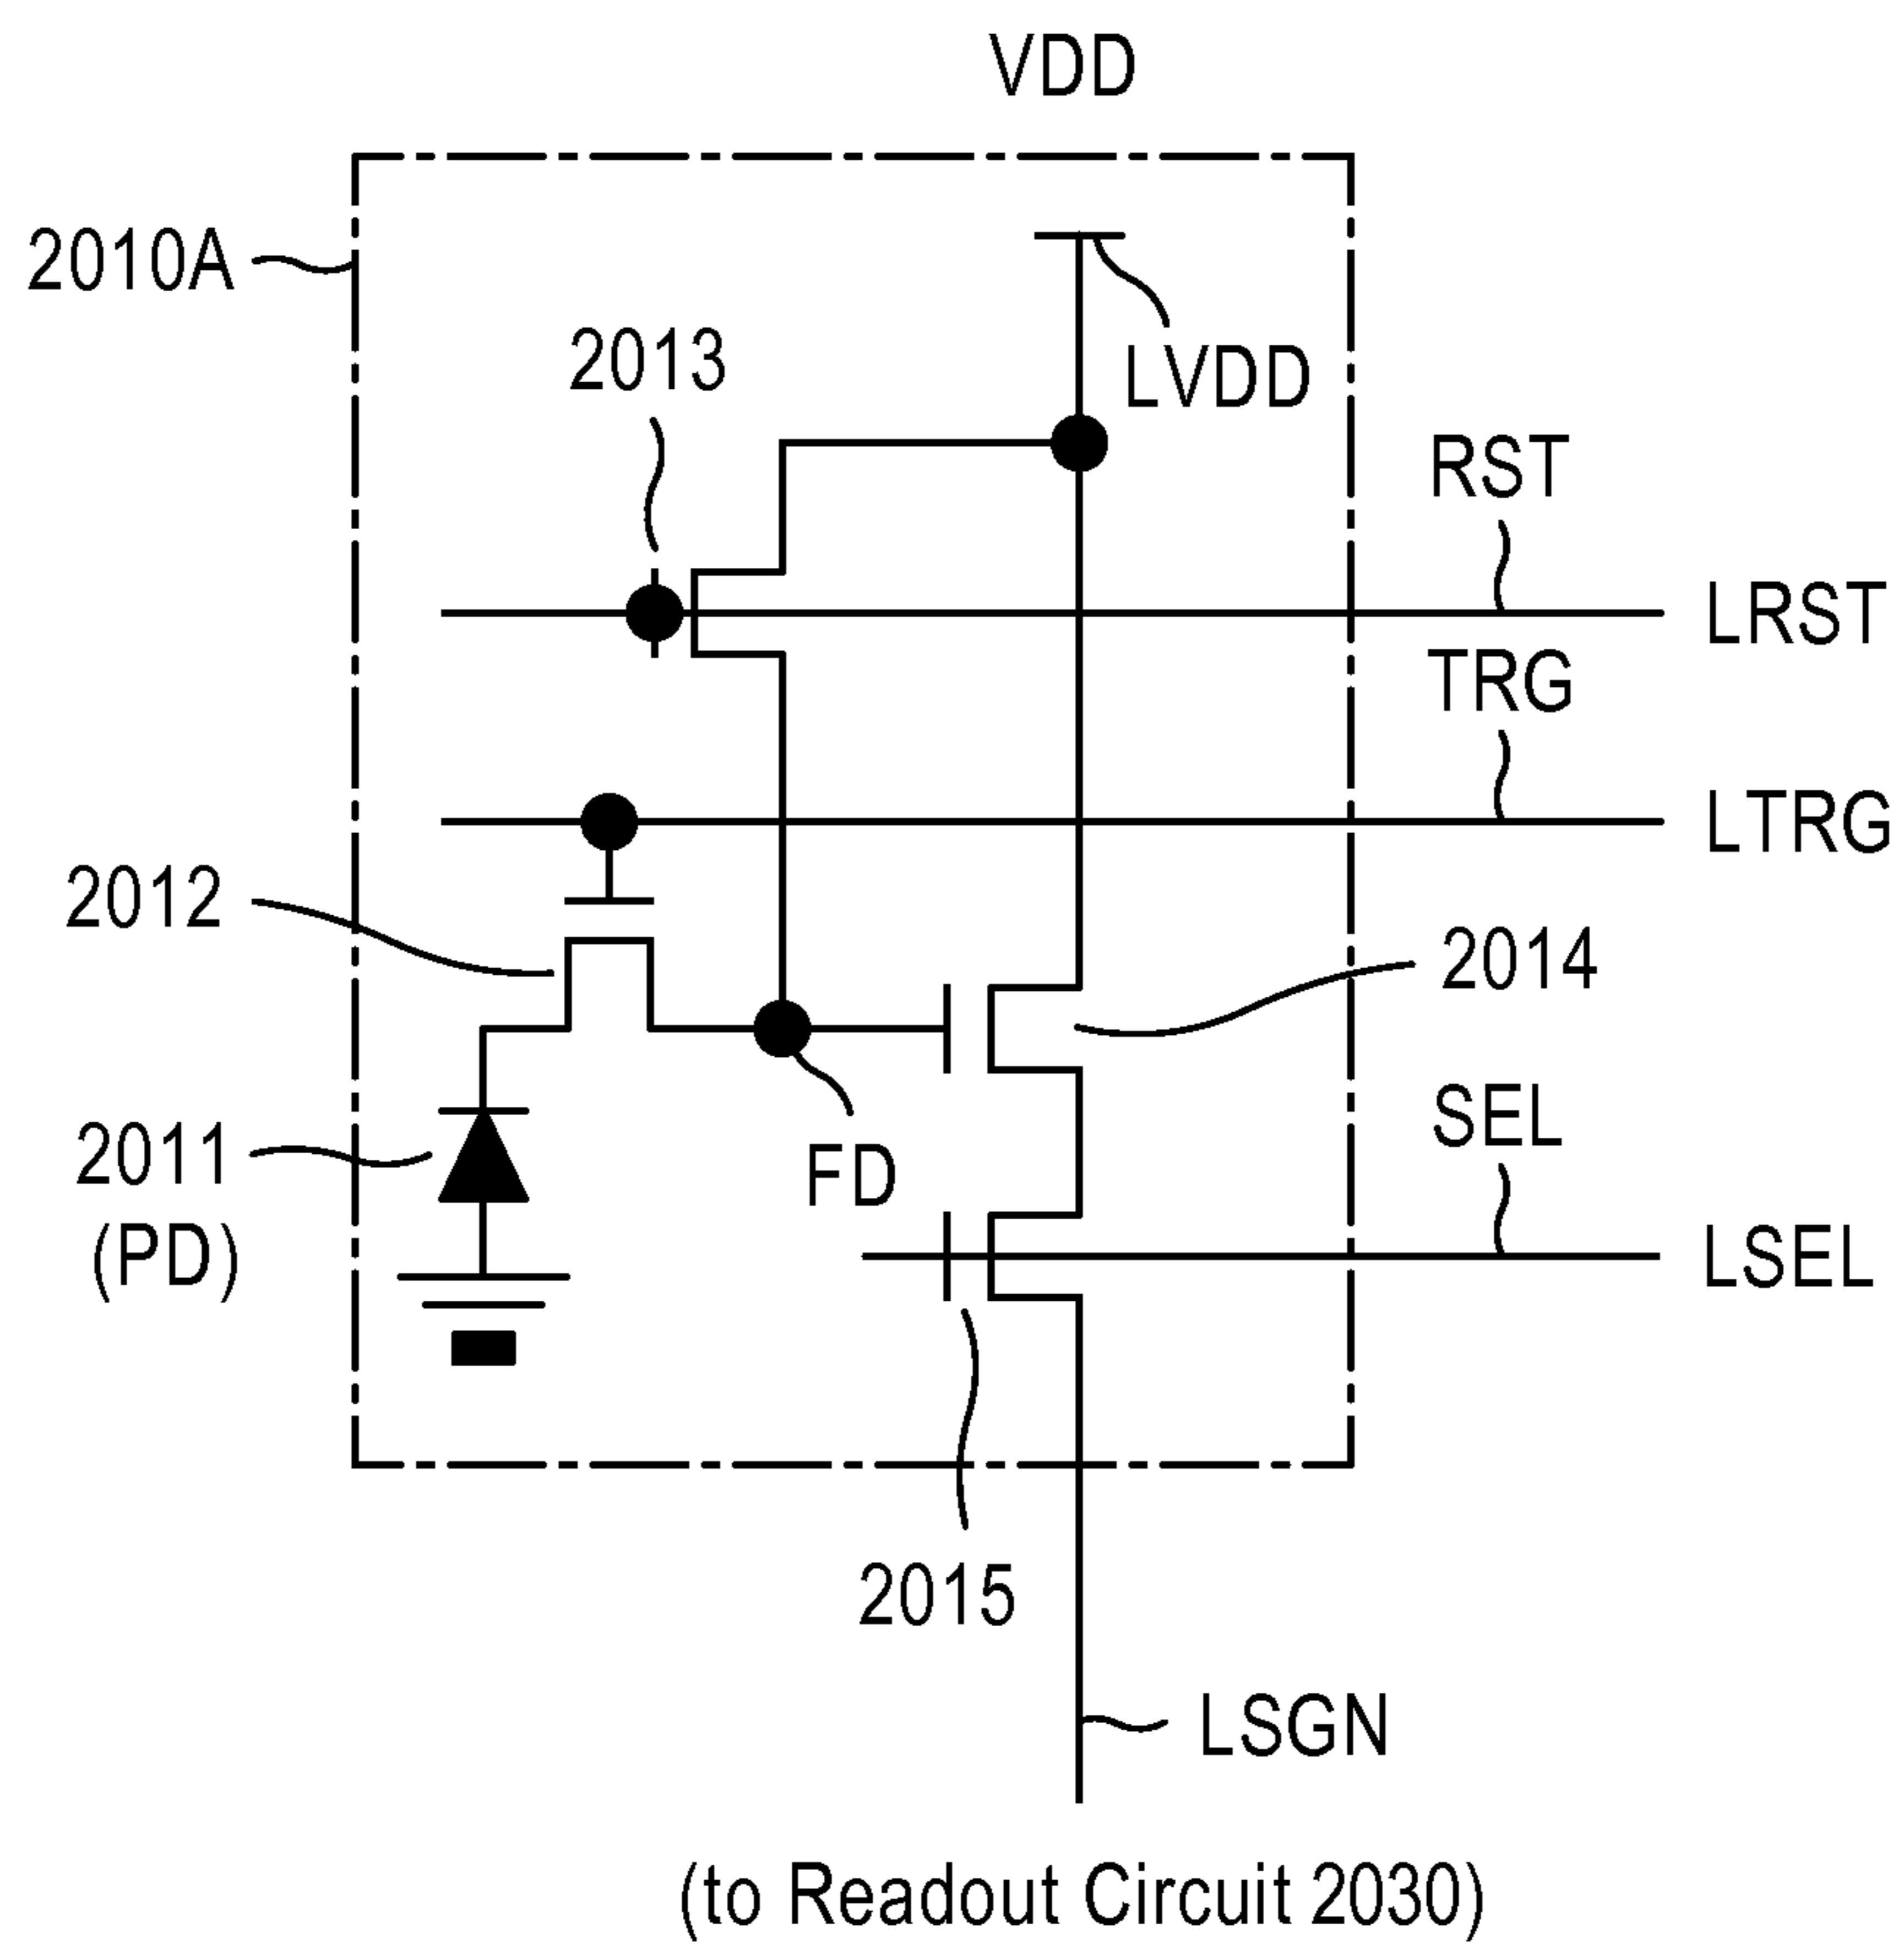 VDD
2010A
2013
LVDD
RST
LRST
TRG
LTRG
2012
2014
2011
(PD)
FD
SEL
LSEL
2015
LSGN
(to Readout Circuit 2030)